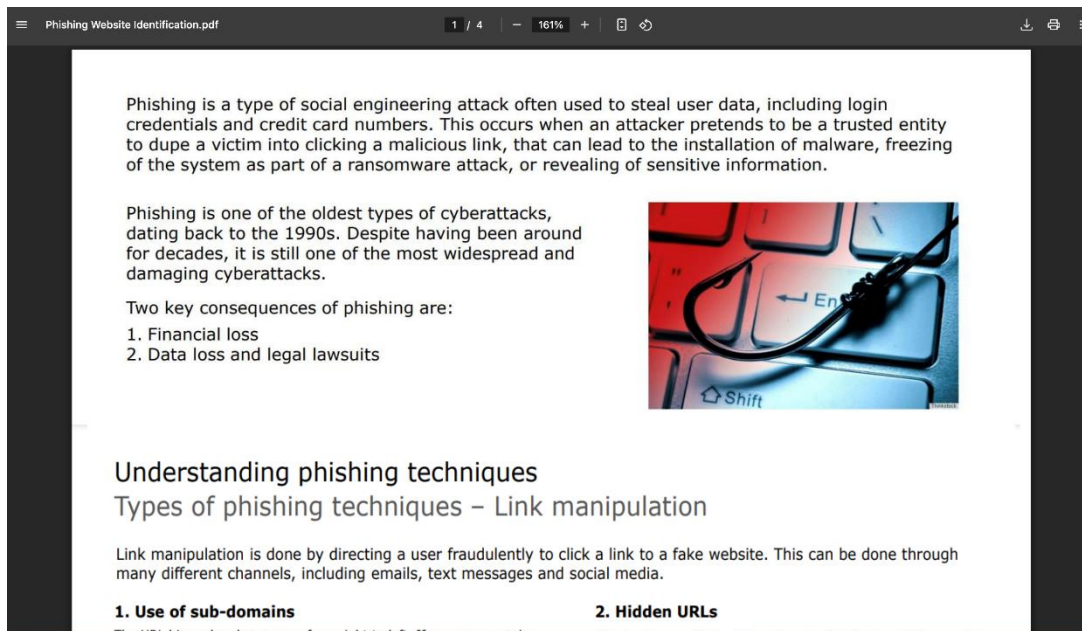 Phishing Website Identification.pdf
1 / 4
161%
Phishing is a type of social engineering attack often used to steal user data, including login
credentials and credit card numbers. This occurs when an attacker pretends to be a trusted entity
to dupe a victim into clicking a malicious link, that can lead to the installation of malware, freezing
of the system as part of a ransomware attack, or revealing of sensitive information.
Phishing is one of the oldest types of cyberattacks,
dating back to the 1990s. Despite having been around
for decades, it is still one of the most widespread and
damaging cyberattacks.
Two key consequences of phishing are:
1. Financial loss
2. Data loss and legal lawsuits
En
Shift
Understanding phishing techniques
Types of phishing techniques – Link manipulation
Link manipulation is done by directing a user fraudulently to click a link to a fake website. This can be done through
many different channels, including emails, text messages and social media.
1. Use of sub-domains
2. Hidden URLs